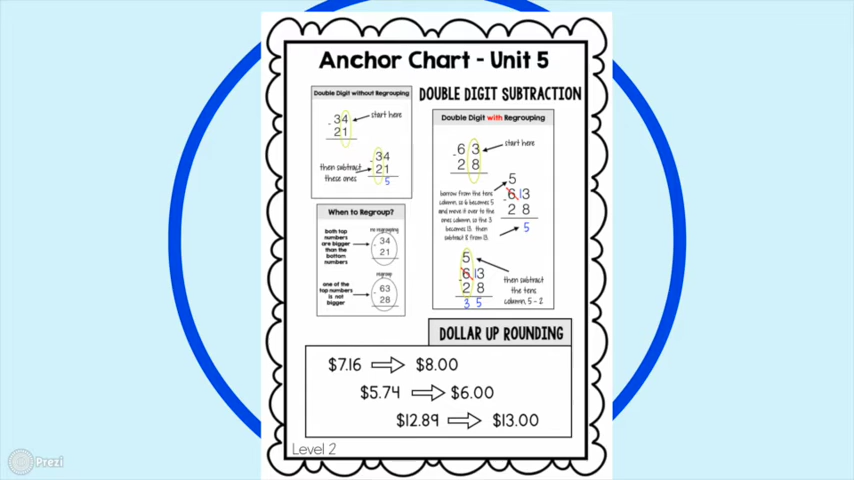 Anchor Chart - Unit 5
Double Digit without Regrouping
34
- 21
start here
then subtract
these ones
34
- 21
5
When to Regroup?
both top
numbers
are bigger
than the
bottom
numbers
no regrouping
34
- 21
one of the
top numbers
is not
bigger
regroup
63
- 28
DOUBLE DIGIT SUBTRACTION
Double Digit with Regrouping
6 3
- 2 8
start here
borrow from the tens
column, so 6 becomes 5
and move it over to the
ones column, so the 3
becomes 13. then
subtract 8 from 13.
5
6 13
- 2 8
5
5
6 13
- 2 8
3 5
then subtract
the tens
column, 5 - 2
DOLLAR UP ROUNDING
$7.16 $8.00
$5.74 $6.00
$12.89 $13.00
Level 2
Prezi